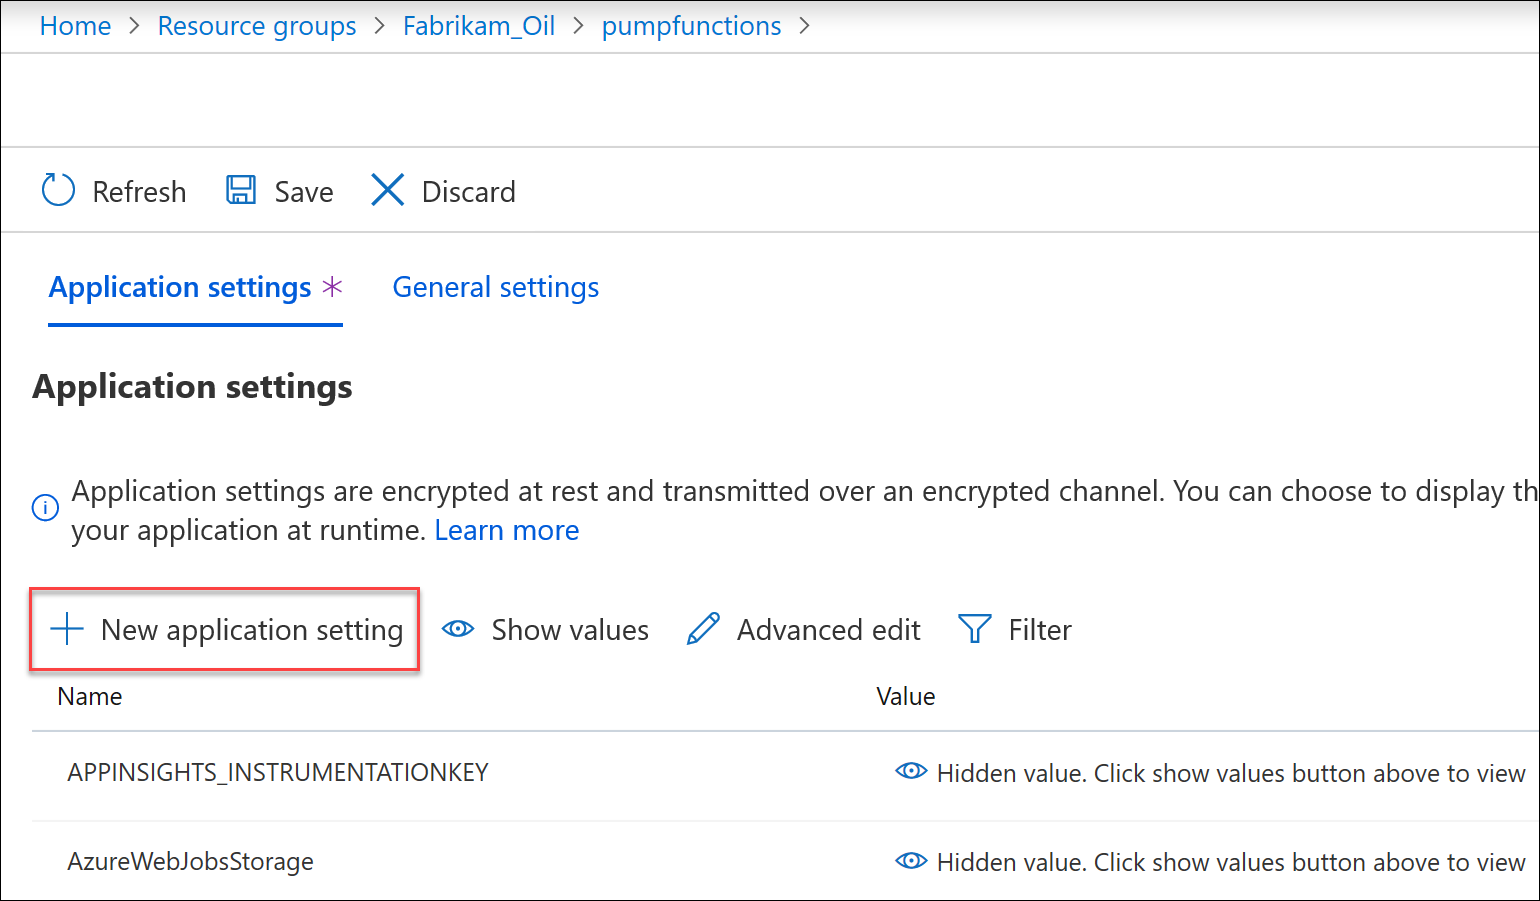 Home > Resource groups > Fabrikam_Oil > pumpfunctions >
Refresh Save Discard
Application settings * General settings
Application settings
Application settings are encrypted at rest and transmitted over an encrypted channel. You can choose to display th
your application at runtime. Learn more
New application setting Show values Advanced edit Filter
Name Value
APPINSIGHTS_INSTRUMENTATIONKEY Hidden value. Click show values button above to view
AzureWebJobsStorage Hidden value. Click show values button above to view